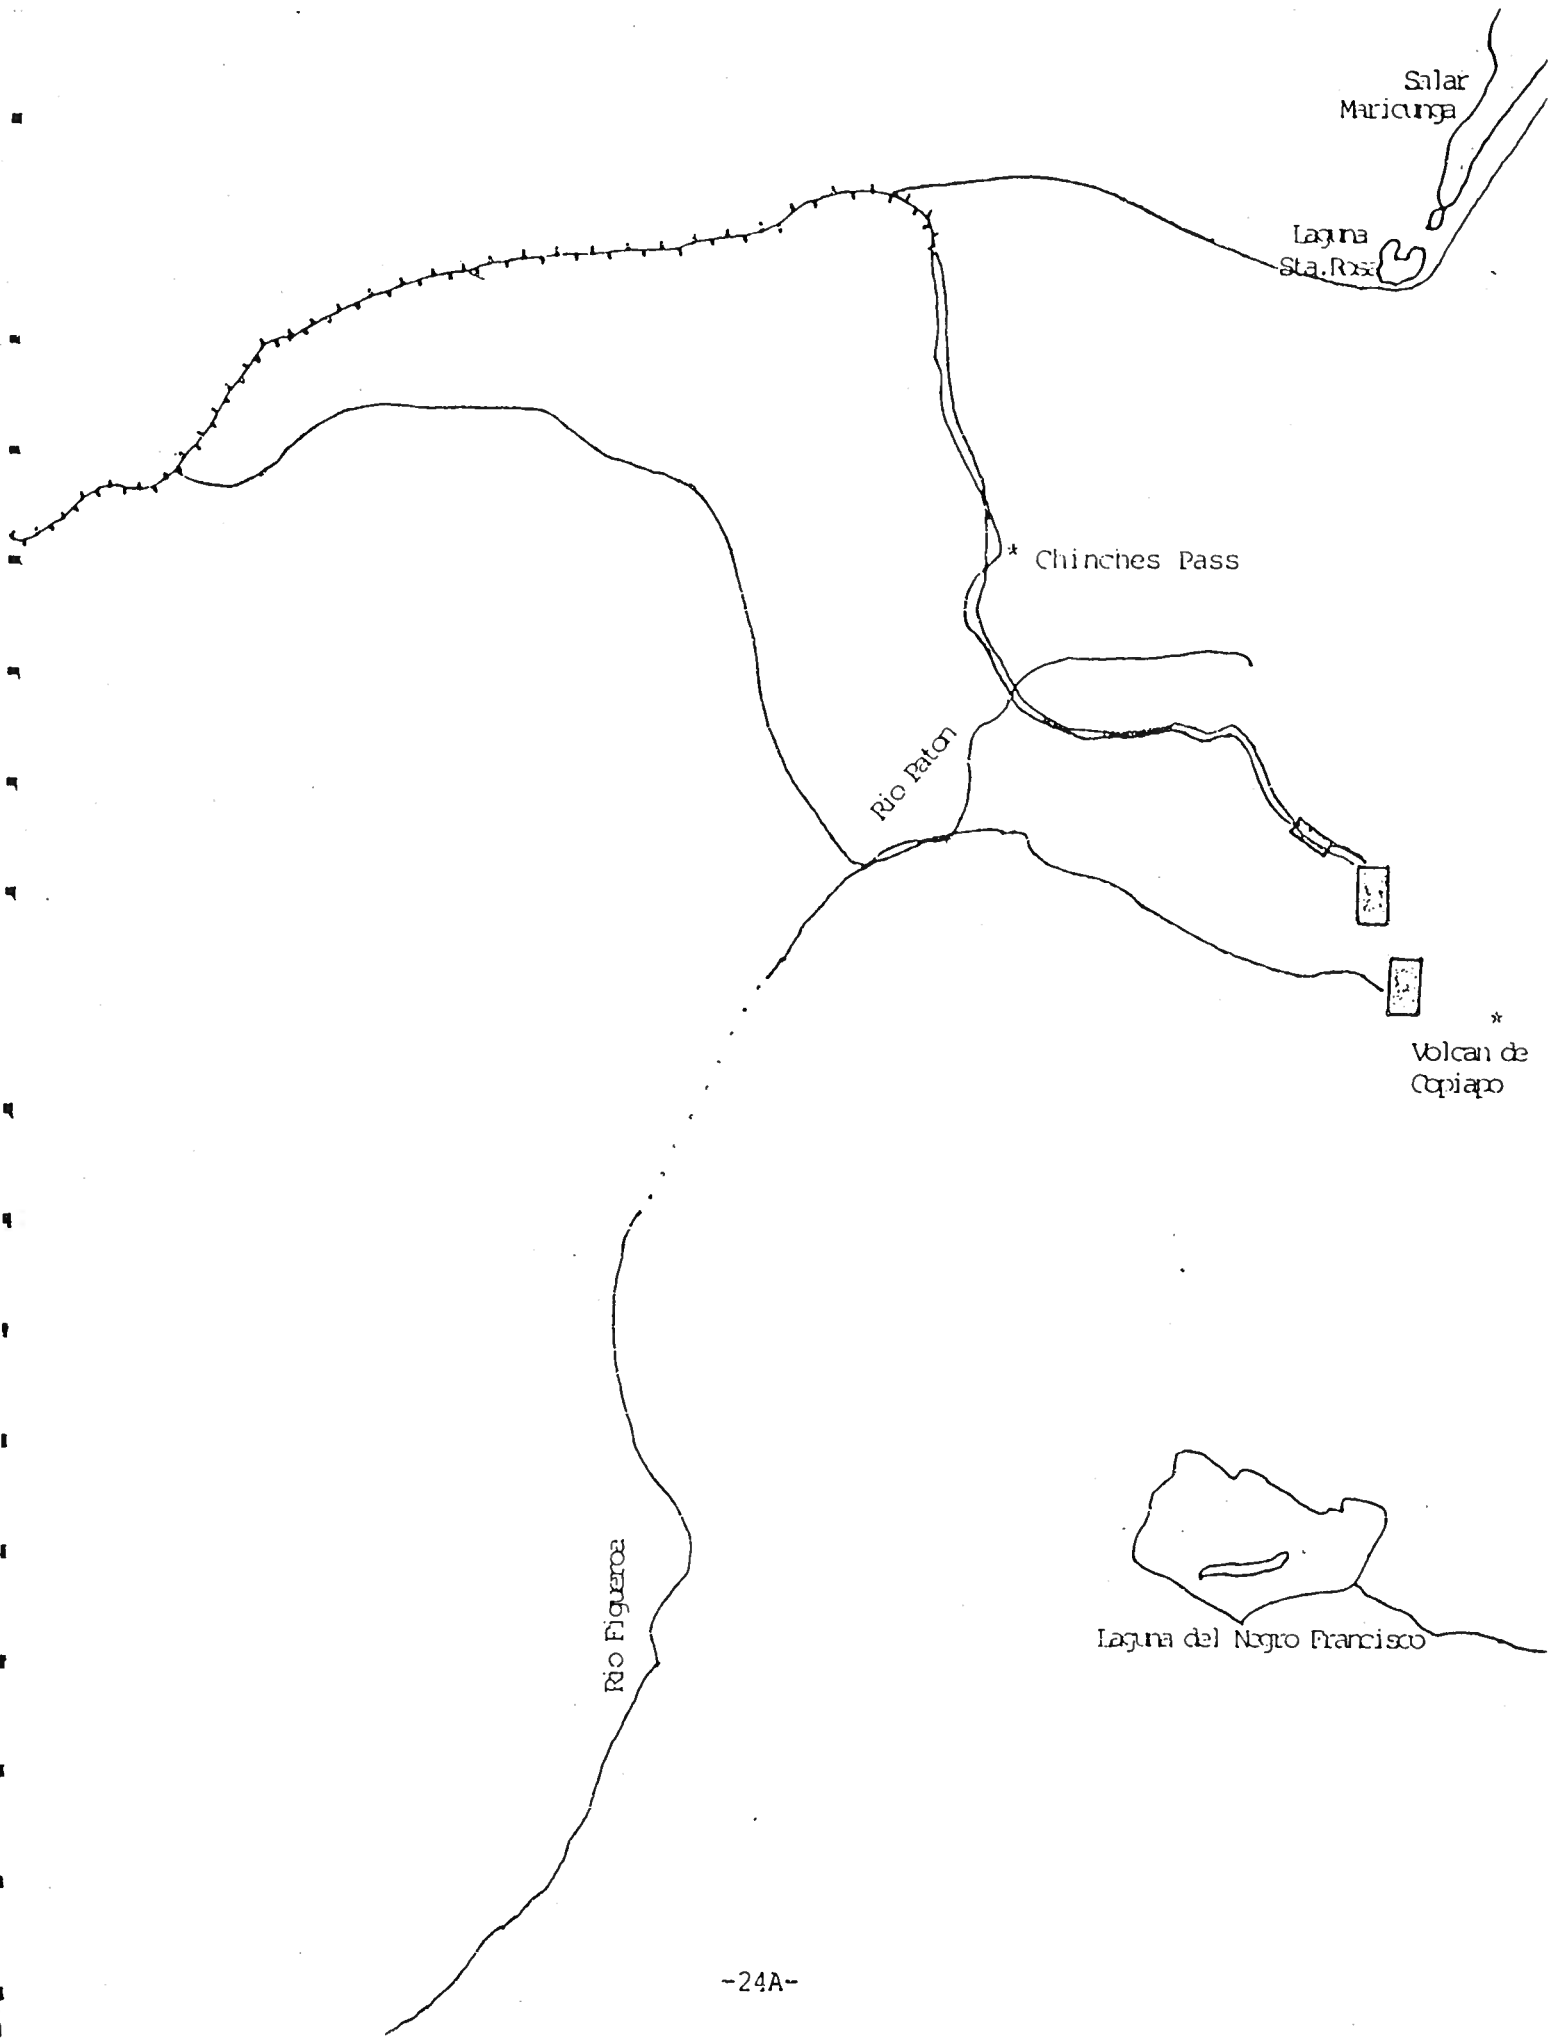 Salar
Maricunga
Laguna
Sta.Rosa
* Chinches Pass
Rio Paton
*
Volcan de
Copiapo
Rio Figueroa
Laguna del Negro Francisco
-24A-